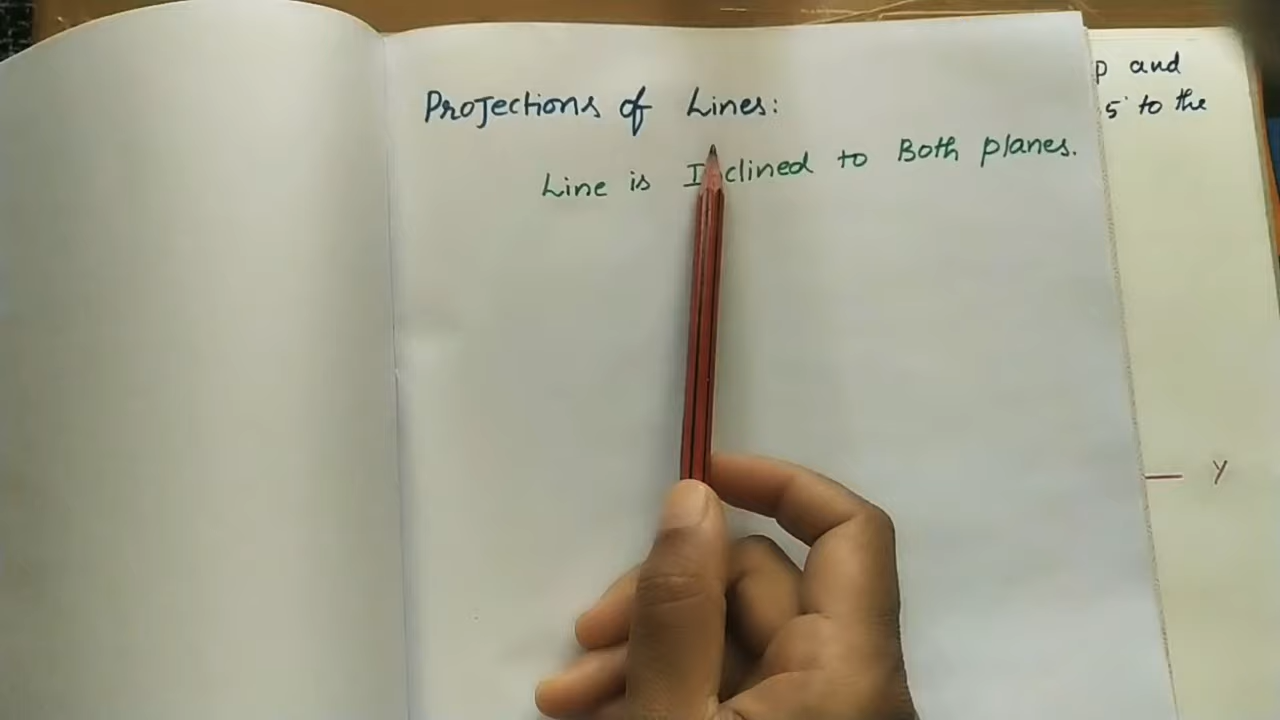 Projections of Lines:
Line is Inclined to Both planes.
p and
5° to the
Y